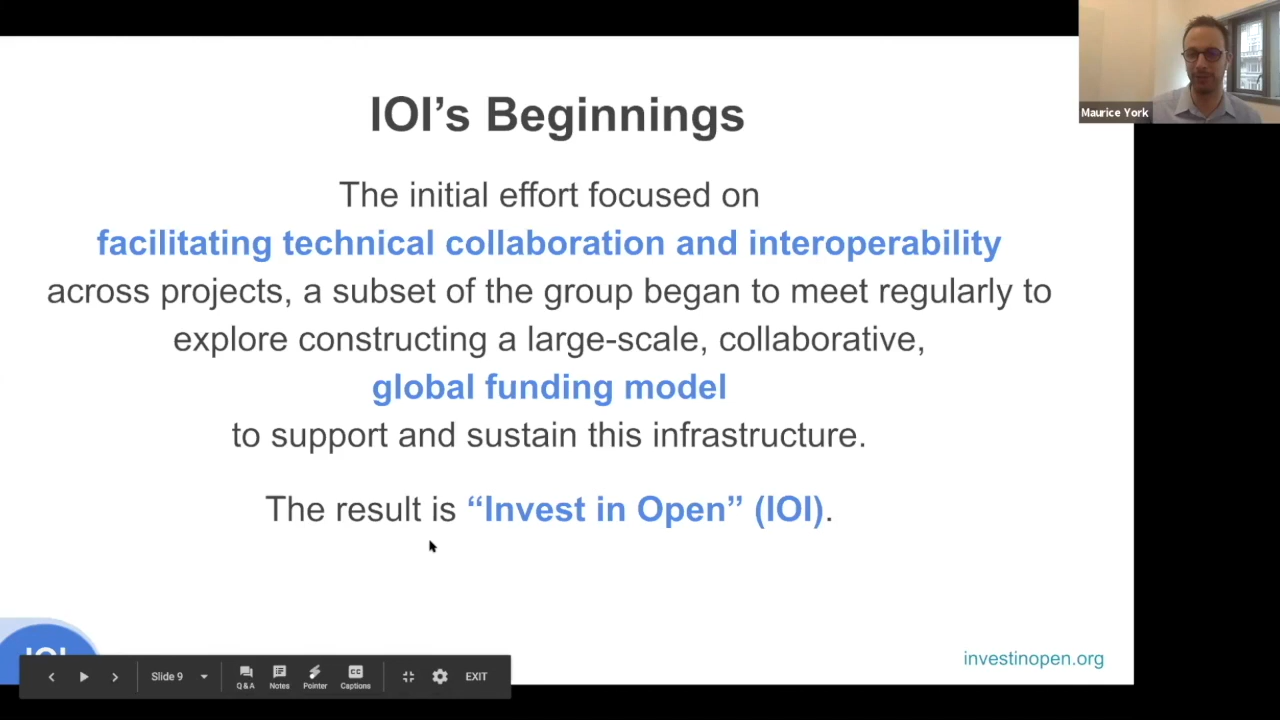 IOI’s Beginnings
Maurice York
The initial effort focused on
facilitating technical collaboration and interoperability
across projects, a subset of the group began to meet regularly to
explore constructing a large-scale, collaborative,
global funding model
to support and sustain this infrastructure.
The result is “Invest in Open” (IOI).
IOI
investinopen.org
Slide 9
Q&A
Notes
Pointer
CC
Captions
EXIT